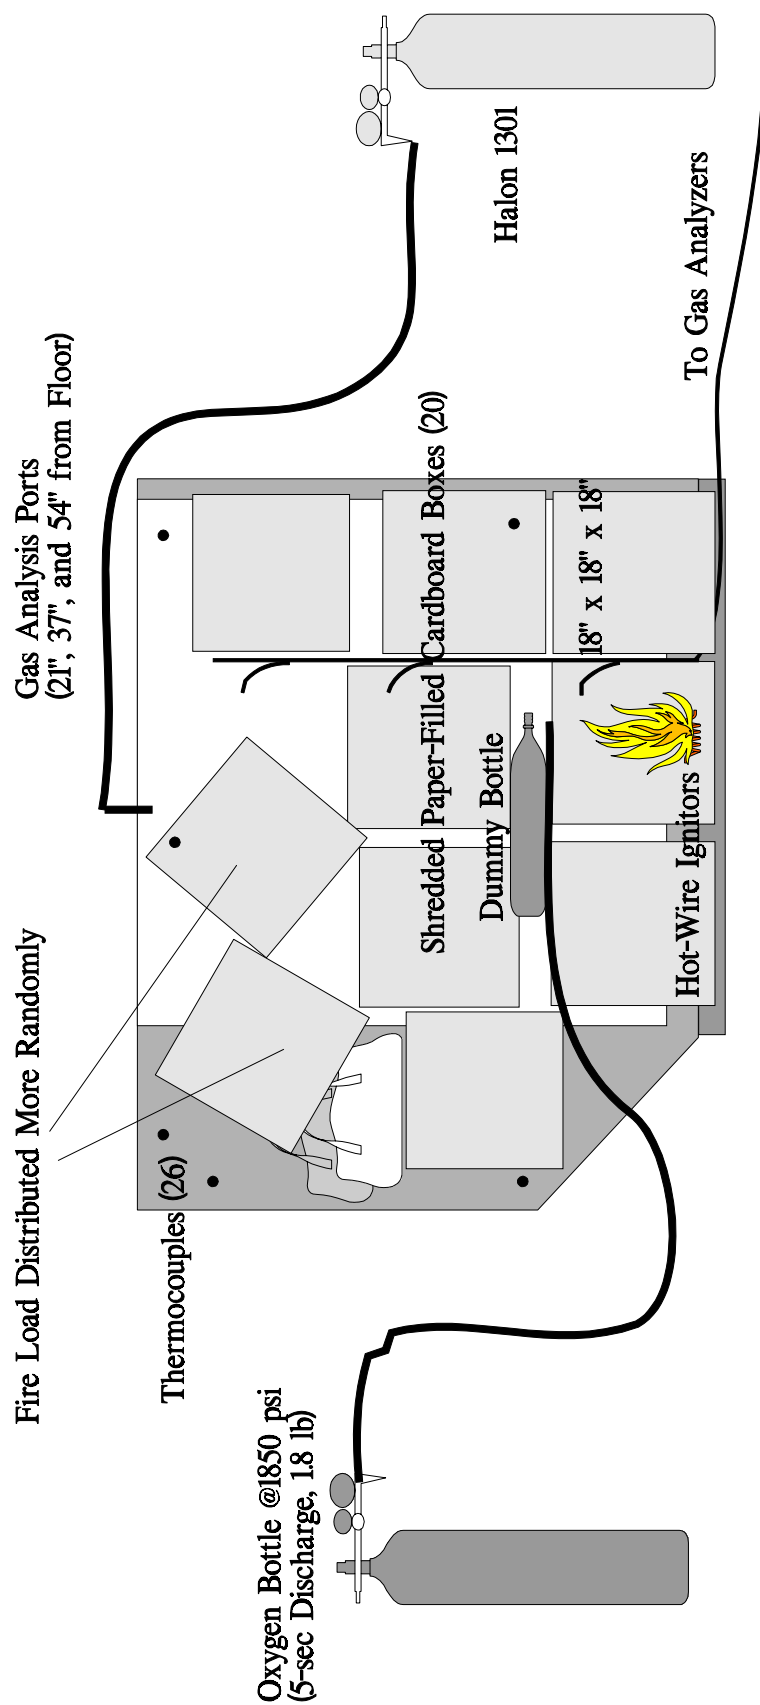 Fire Load Distributed More Randomly
Gas Analysis Ports
(21", 37", and 54" from Floor)
Thermocouples (26)
Oxygen Bottle @1850 psi
(5-sec Discharge, 1.8 lb)
Shredded Paper-Filled Cardboard Boxes (20)
Dummy Bottle
Halon 1301
18" x 18" x 18"
Hot-Wire Ignitors
To Gas Analyzers